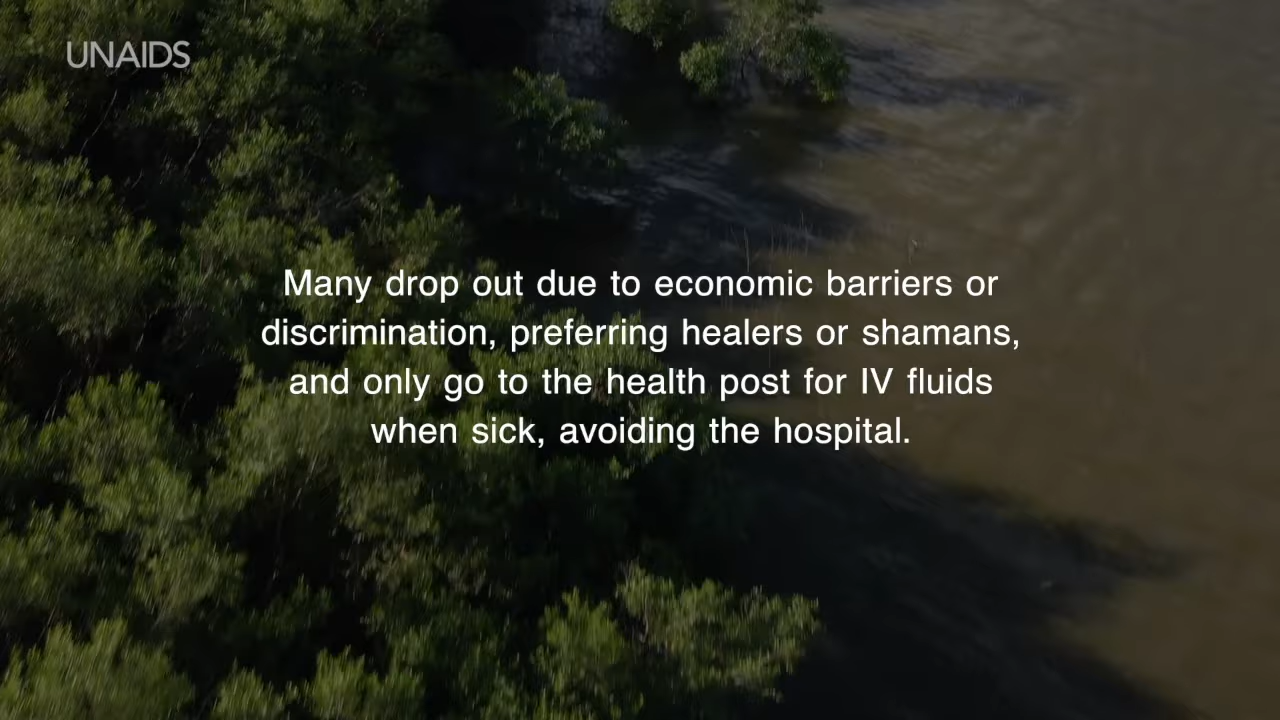 UNAIDS
Many drop out due to economic barriers or
discrimination, preferring healers or shamans,
and only go to the health post for IV fluids
when sick, avoiding the hospital.